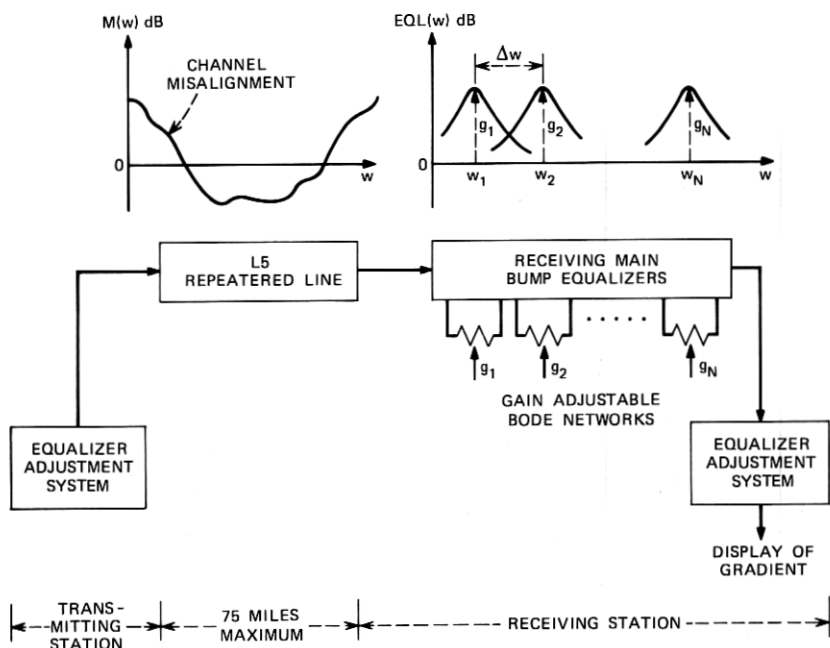 M(w) dB
CHANNEL
MISALIGNMENT
0
w
EQL(w) dB
Δw
g1
g2
gN
0
w1
w2
wN
w
L5
REPEATERED LINE
RECEIVING MAIN
BUMP EQUALIZERS
g1
g2
gN
GAIN ADJUSTABLE
BODE NETWORKS
EQUALIZER
ADJUSTMENT
SYSTEM
EQUALIZER
ADJUSTMENT
SYSTEM
DISPLAY OF
GRADIENT
TRANS-
MITTING
STATION
75 MILES
MAXIMUM
RECEIVING STATION